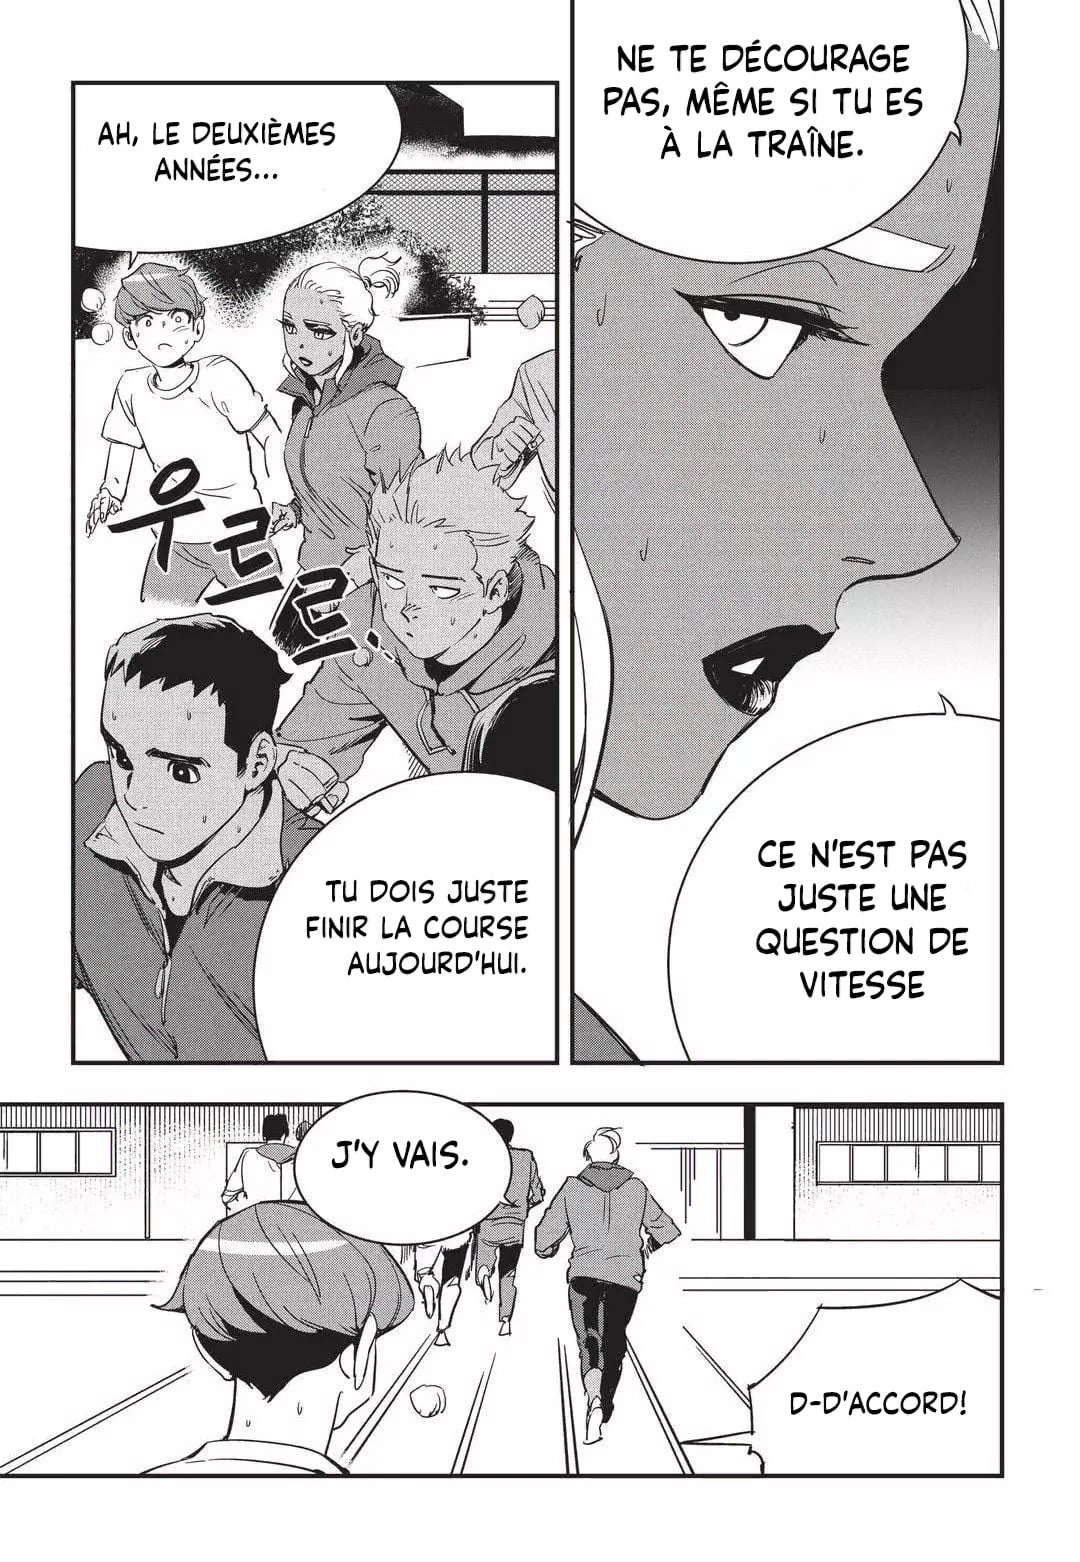 NE TE DÉCOURAGE
PAS, MÊME SI TU ES
À LA TRAÎNE.
CE N'EST PAS
JUSTE UNE
QUESTION DE
VITESSE
AH, LE DEUXIÈMES
ANNÉES...
우르르...
TU DOIS JUSTE
FINIR LA COURSE
AUJOURD'HUI.
J'Y VAIS.
D-D'ACCORD!